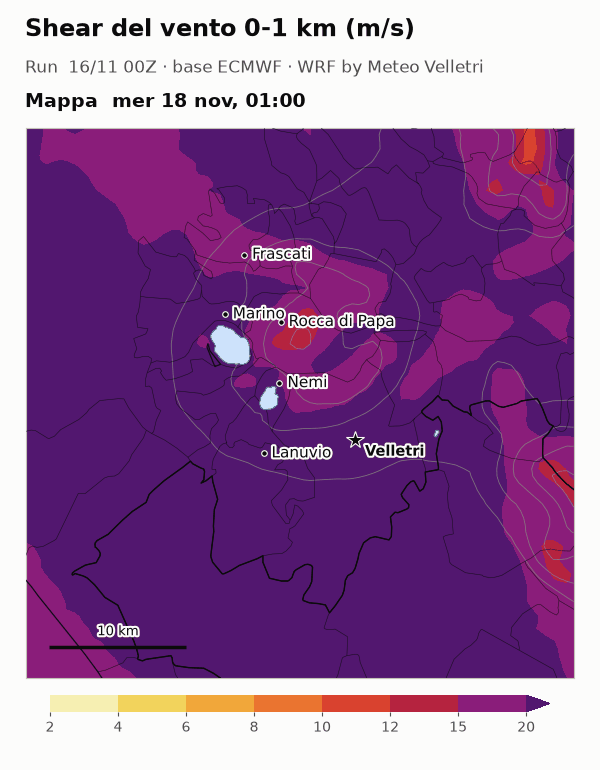 Shear del vento 0-1 km (m/s)
Run 16/11 00Z · base ECMWF · WRF by Meteo Velletri
Mappa mer 18 nov, 01:00
Frascati
Marino
Rocca di Papa
Nemi
Velletri
Lanuvio
10 km
2 4 6 8 10 12 15 20